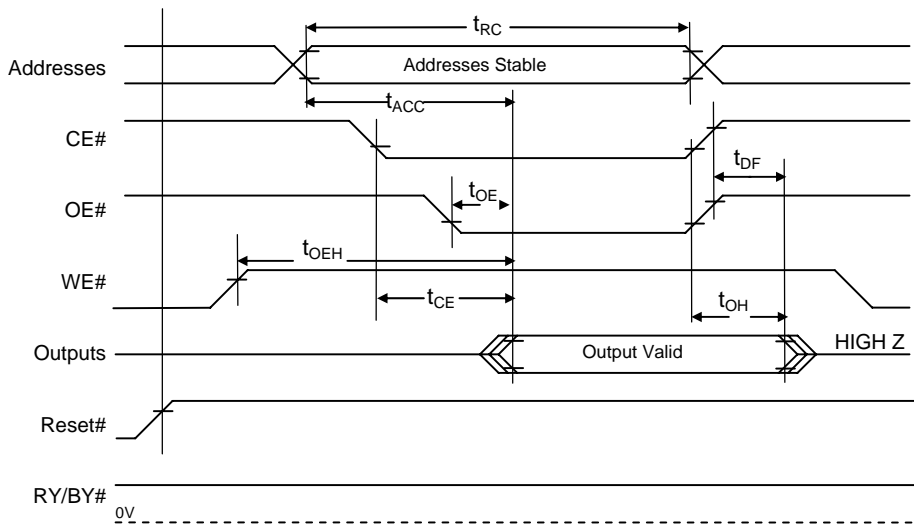 tRC
Addresses
Addresses Stable
tACC
CE#
tDF
OE#
tOE
tOEH
WE#
tCE
tOH
Outputs
Output Valid
HIGH Z
Reset#
RY/BY#
0V